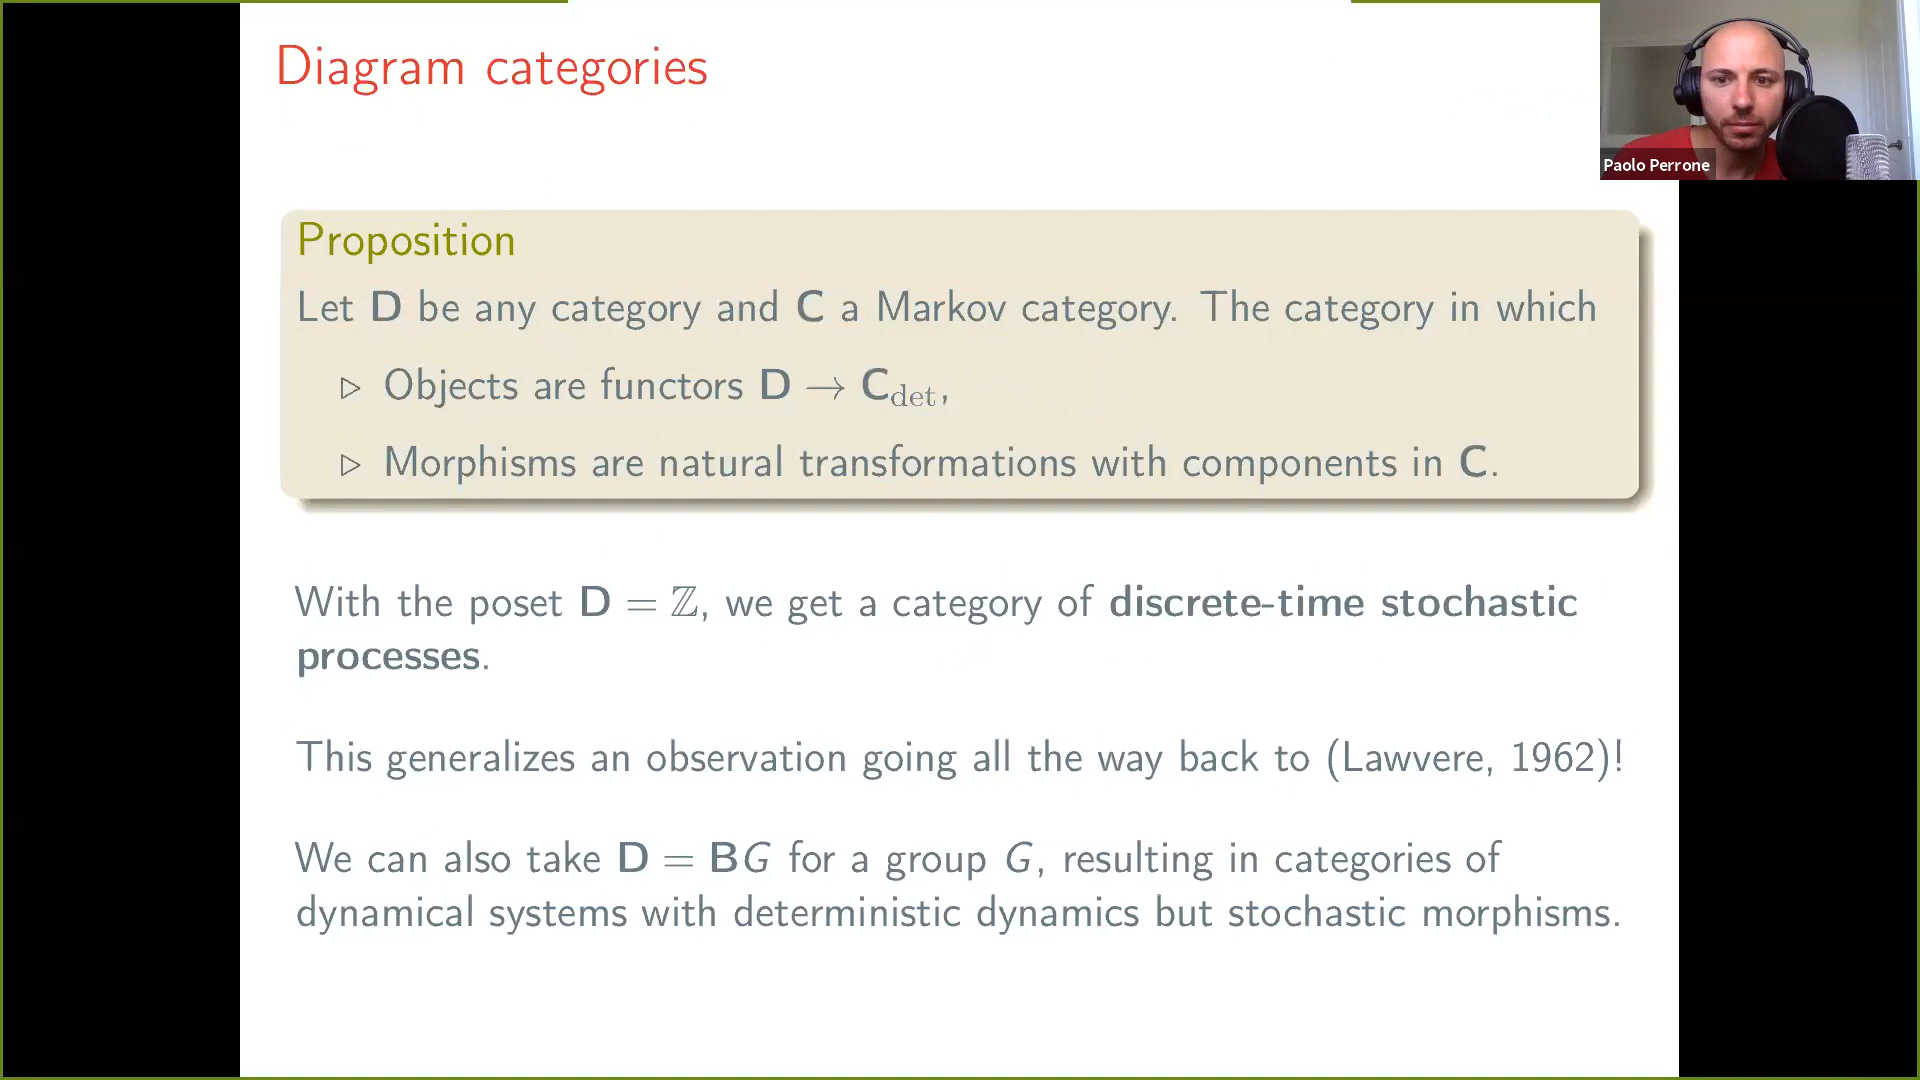 Diagram categories
Paolo Perrone
Proposition
Let D be any category and C a Markov category. The category in which
▷ Objects are functors D → C_det,
▷ Morphisms are natural transformations with components in C.
With the poset D = ℤ, we get a category of discrete-time stochastic
processes.
This generalizes an observation going all the way back to (Lawvere, 1962)!
We can also take D = BG for a group G, resulting in categories of
dynamical systems with deterministic dynamics but stochastic morphisms.